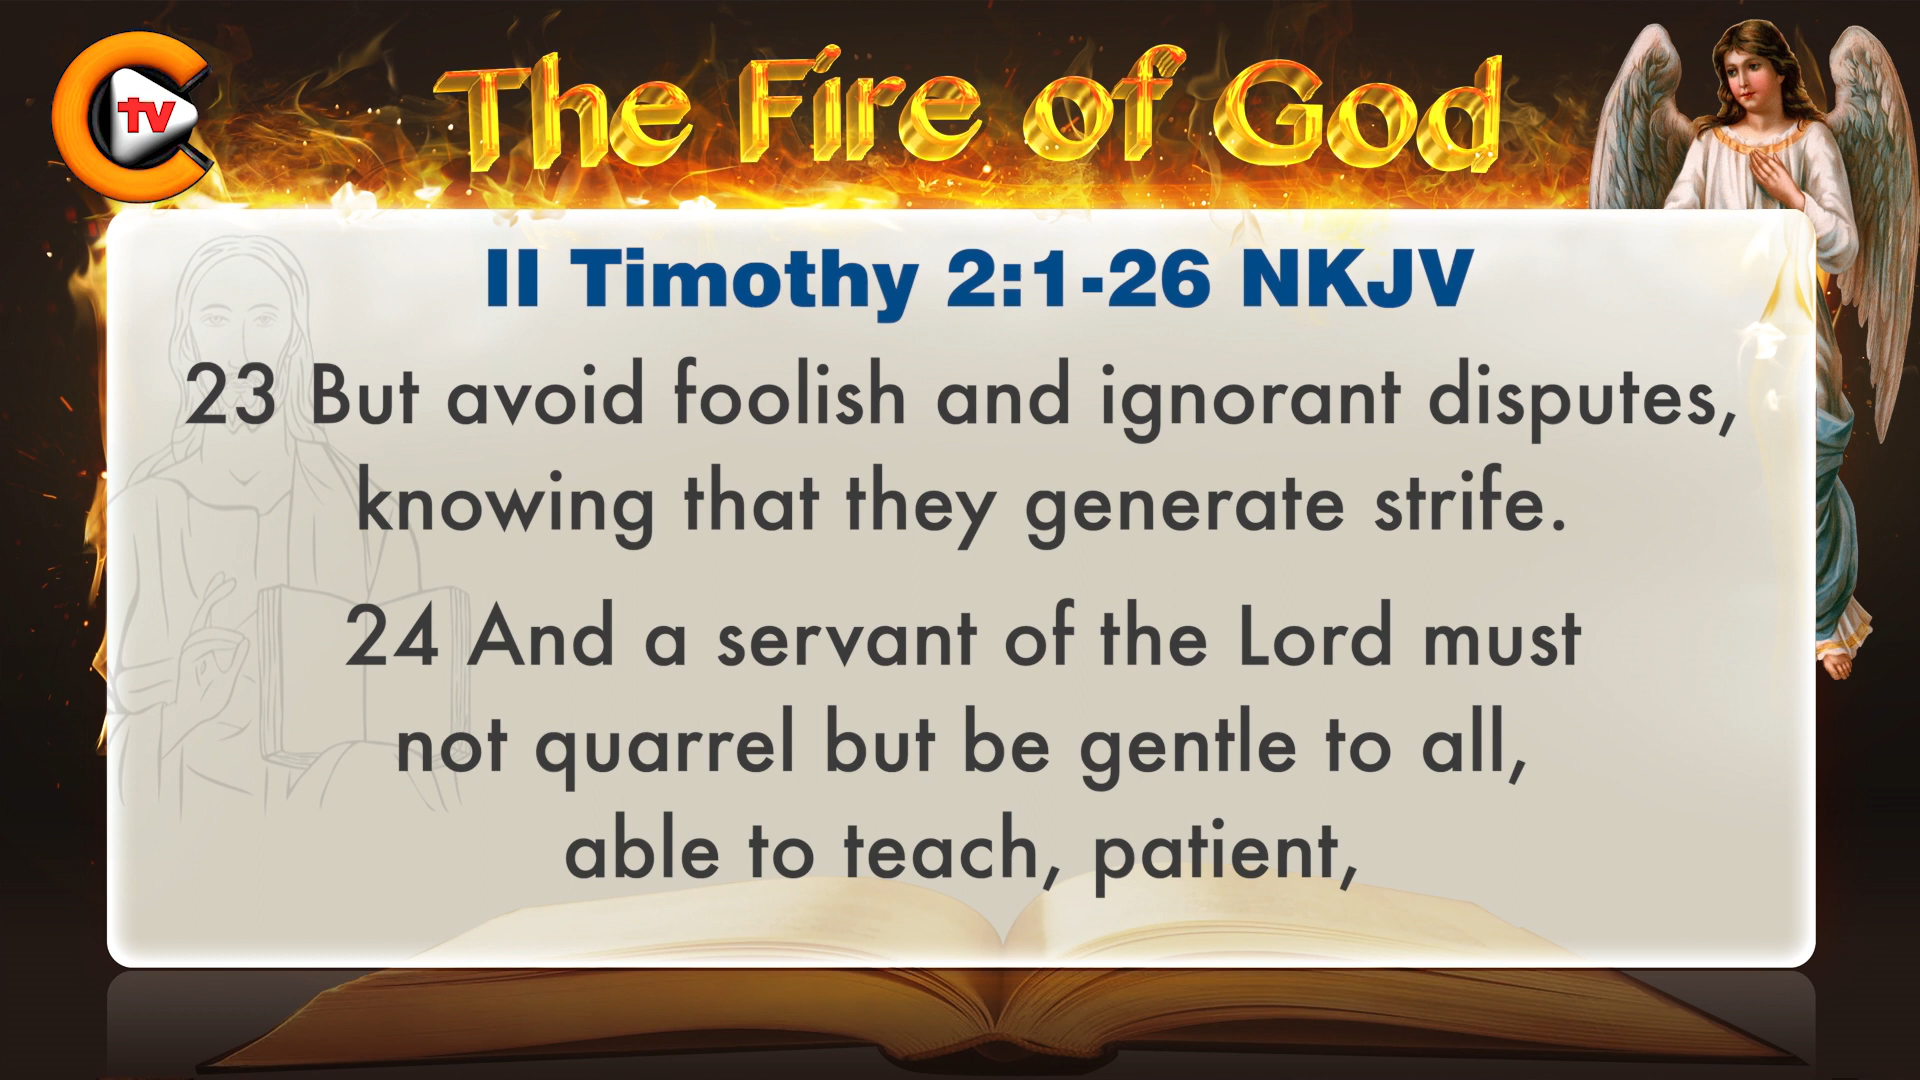 tv
The Fire of God
II Timothy 2:1-26 NKJV
23 But avoid foolish and ignorant disputes,
knowing that they generate strife.
24 And a servant of the Lord must
not quarrel but be gentle to all,
able to teach, patient,